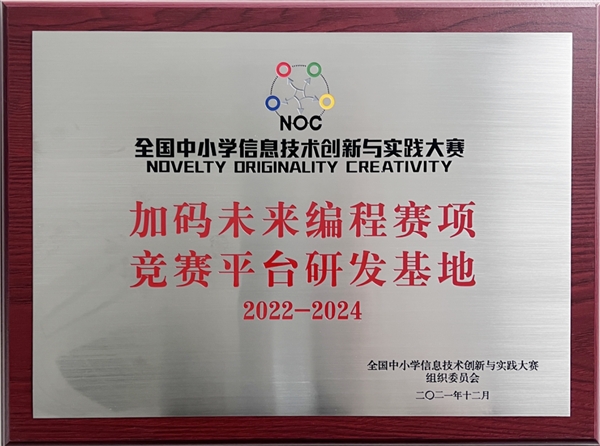 NOC
全国中小学信息技术创新与实践大赛
NOVELTY ORIGINALITY CREATIVITY
加码未来编程赛项
竞赛平台研发基地
2022-2024
全国中小学信息技术创新与实践大赛
组织委员会
二〇二一年十二月